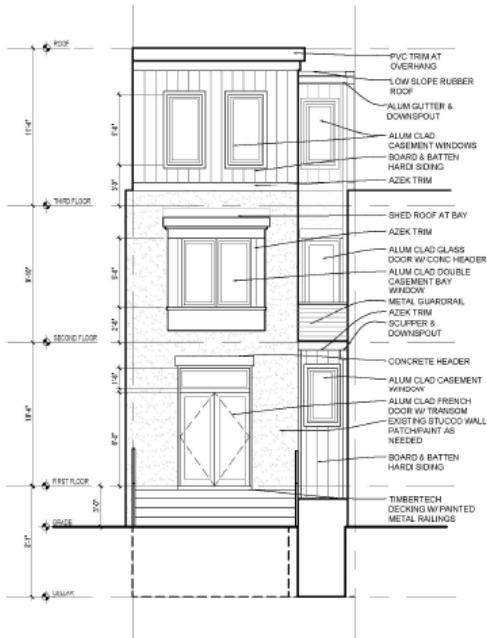 ROOF
PVC TRIM AT
OVERHANG
LOW SLOPE RUBBER
ROOF
ALUM GUTTER &
DOWNSPOUT
ALUM CLAD
CASEMENT WINDOWS
BOARD & BATTEN
HARDI SIDING
AZEK TRIM
THIRD FLOOR
SHED ROOF AT BAY
AZEK TRIM
ALUM CLAD GLASS
DOOR W/ CONC HEADER
ALUM CLAD DOUBLE
CASEMENT BAY
WINDOW
METAL GUARDRAIL
AZEK TRIM
SCUPPER &
DOWNSPOUT
SECOND FLOOR
CONCRETE HEADER
ALUM CLAD CASEMENT
WINDOW
ALUM CLAD FRENCH
DOOR W/ TRANSOM
EXISTING STUCCO WALL
PATCH/PAINT AS
NEEDED
BOARD & BATTEN
HARDI SIDING
FIRST FLOOR
TIMBERTECH
DECKING W/ PAINTED
METAL RAILINGS
3'-0"
GRADE
CELLAR